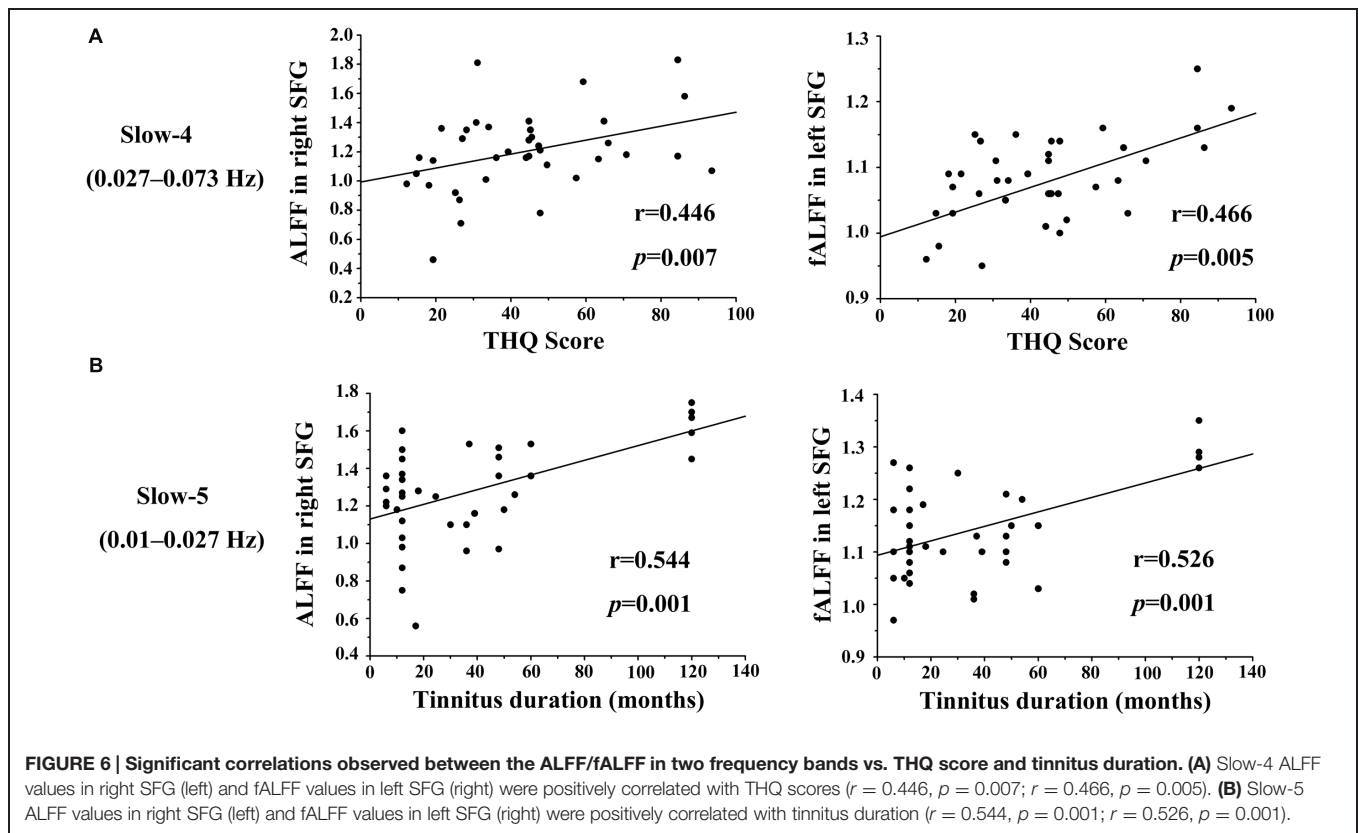 A
Slow-4
(0.027–0.073 Hz)
ALFF in right SFG
2.0
1.8
1.6
1.4
1.2
1.0
0.8
0.6
0.4
0.2
0 20 40 60 80 100
THQ Score
r=0.446
p=0.007
fALFF in left SFG
1.3
1.2
1.1
1.0
0.9
0 20 40 60 80 100
THQ Score
r=0.466
p=0.005
B
Slow-5
(0.01–0.027 Hz)
ALFF in right SFG
1.8
1.6
1.4
1.2
1.0
0.8
0.6
0.4
0 20 40 60 80 100 120 140
Tinnitus duration (months)
r=0.544
p=0.001
fALFF in left SFG
1.4
1.3
1.2
1.1
1.0
0.9
0 20 40 60 80 100 120 140
Tinnitus duration (months)
r=0.526
p=0.001
FIGURE 6 | Significant correlations observed between the ALFF/fALFF in two frequency bands vs. THQ score and tinnitus duration. (A) Slow-4 ALFF
values in right SFG (left) and fALFF values in left SFG (right) were positively correlated with THQ scores (r = 0.446, p = 0.007; r = 0.466, p = 0.005). (B) Slow-5
ALFF values in right SFG (left) and fALFF values in left SFG (right) were positively correlated with tinnitus duration (r = 0.544, p = 0.001; r = 0.526, p = 0.001).